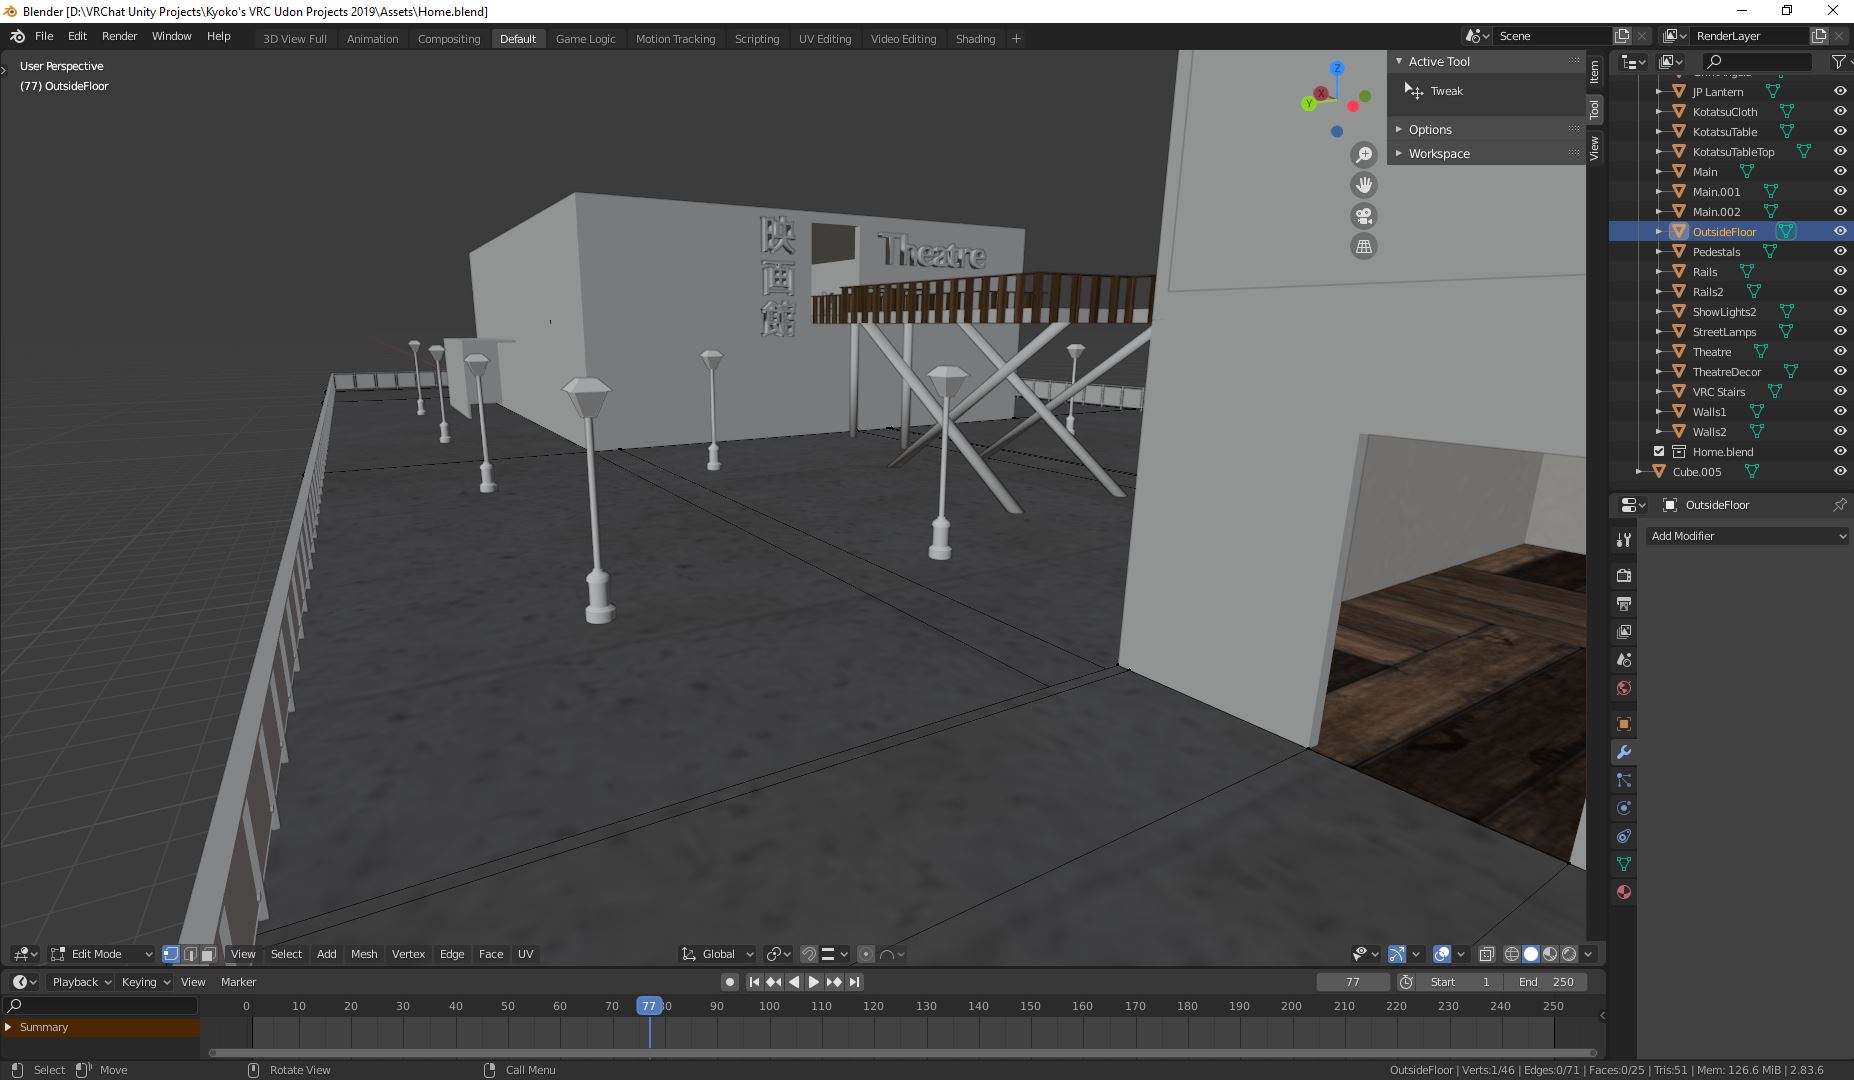 Blender [D:\VRChat Unity Projects\Kyoko's VRC Udon Projects 2019\Assets\Home.blend]
File Edit Render Window Help
3D View Full Animation Compositing Default Game Logic Motion Tracking Scripting UV Editing Video Editing Shading +
Scene
RenderLayer
User Perspective
(77) OutsideFloor
Z
X
Y
Active Tool
Tweak
Options
Workspace
Item
Tool
View
映画館
Theatre
JP Lantern
KotatsuCloth
KotatsuTable
KotatsuTableTop
Main
Main.001
Main.002
OutsideFloor
Pedestals
Rails
Rails2
ShowLights2
StreetLamps
Theatre
TheatreDecor
VRC Stairs
Walls1
Walls2
Home.blend
Cube.005
OutsideFloor
Add Modifier
Edit Mode View Select Add Mesh Vertex Edge Face UV
Global
Playback Keying View Marker
77
Start 1
End 250
0 10 20 30 40 50 60 70 77 80 90 100 110 120 130 140 150 160 170 180 190 200 210 220 230 240 250
Summary
Select Move Rotate View Call Menu
OutsideFloor | Verts:1/46 | Edges:0/71 | Faces:0/25 | Tris:51 | Mem: 126.6 MiB | 2.83.6